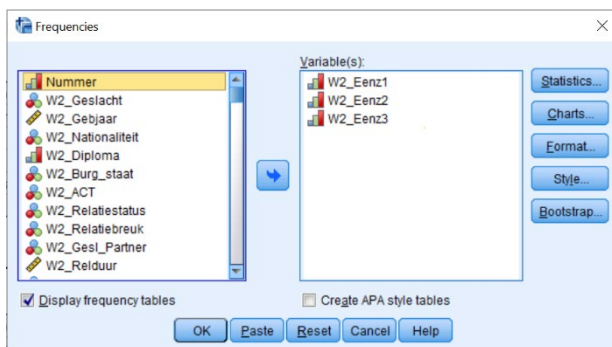 Frequencies
Variable(s):
Nummer
W2_Geslacht
W2_Gebjaar
W2_Nationaliteit
W2_Diploma
W2_Burg_staat
W2_ACT
W2_Relatiestatus
W2_Relatiebreuk
W2_Gesl_Partner
W2_Relduur
W2_Eenz1
W2_Eenz2
W2_Eenz3
Statistics...
Charts...
Format...
Style...
Bootstrap...
Display frequency tables
Create APA style tables
OK Paste Reset Cancel Help